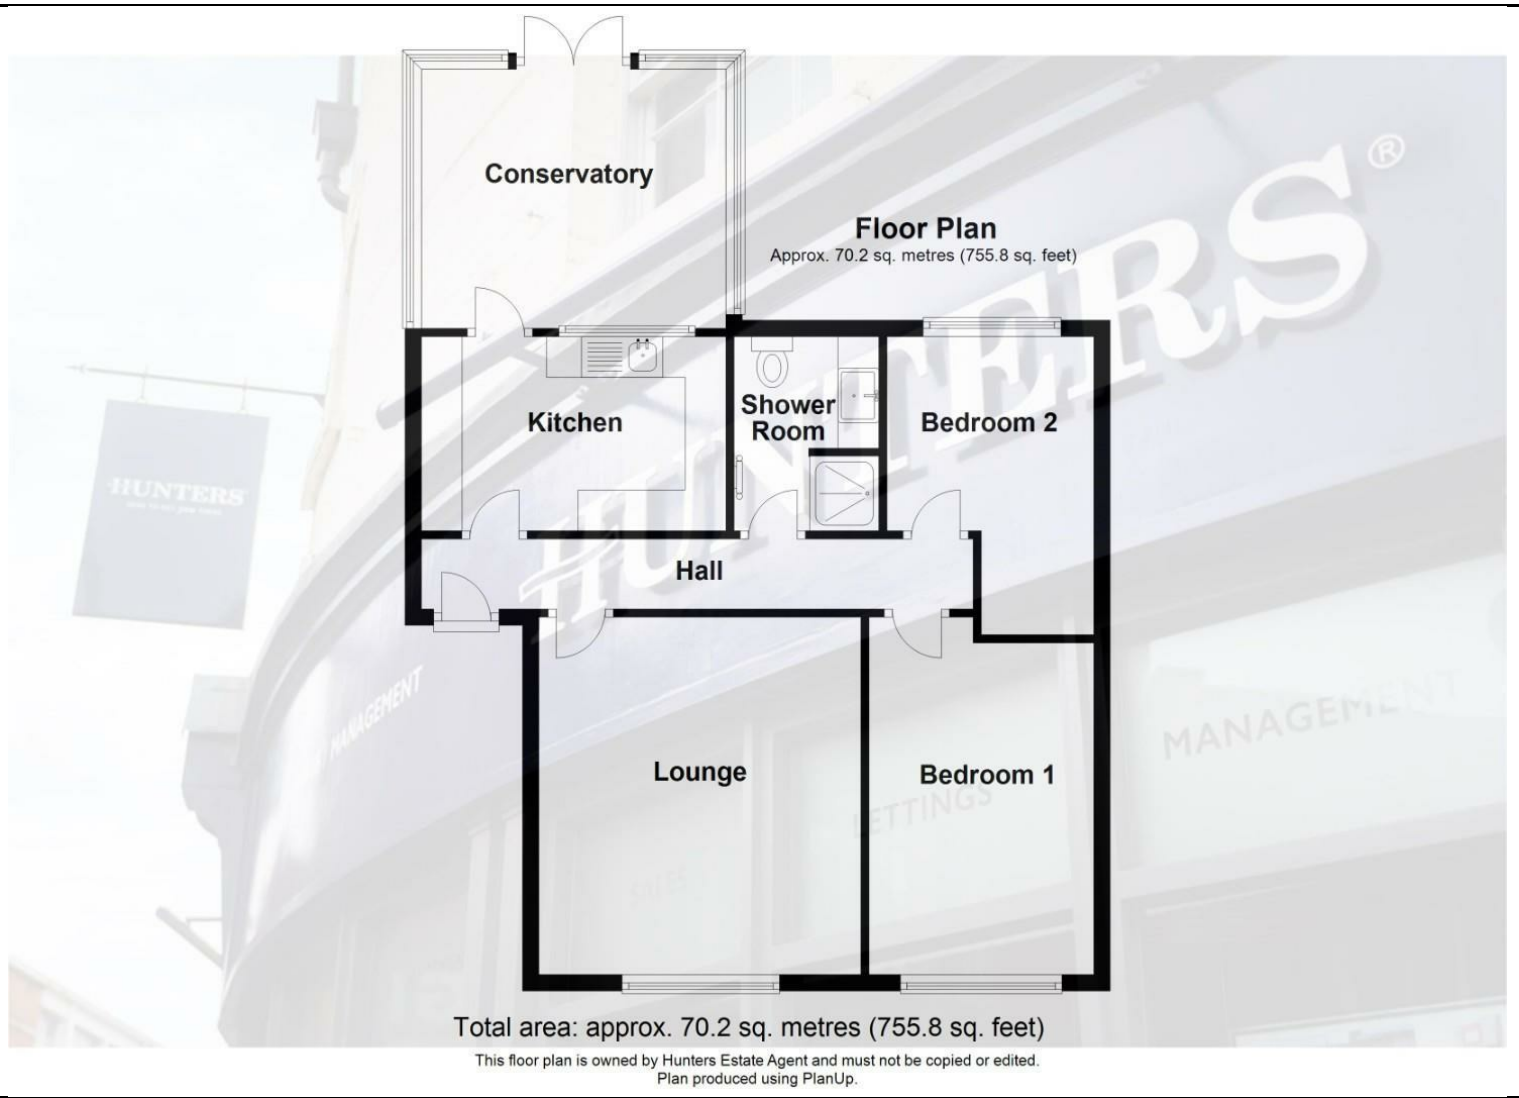 Conservatory
Floor Plan
Approx. 70.2 sq. metres (755.8 sq. feet)
HUNTERS®
Kitchen
Shower
Room
Bedroom 2
HUNTERS
Hall
MANAGEMENT
MANAGEMENT
Lounge
Bedroom 1
LETTINGS
SALES
Total area: approx. 70.2 sq. metres (755.8 sq. feet)
This floor plan is owned by Hunters Estate Agent and must not be copied or edited.
Plan produced using PlanUp.